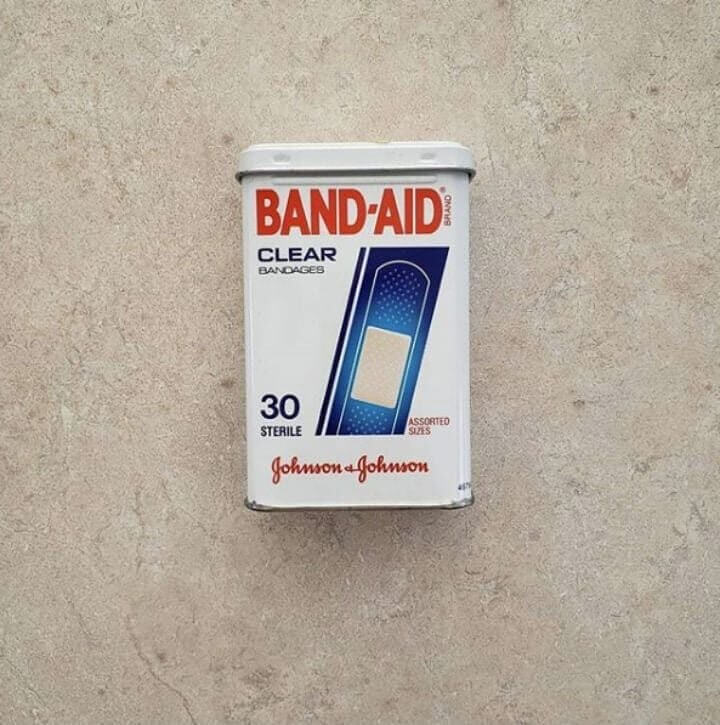 BAND-AID®
BRAND
CLEAR
BANDAGES
30
STERILE
ASSORTED
SIZES
Johnson & Johnson